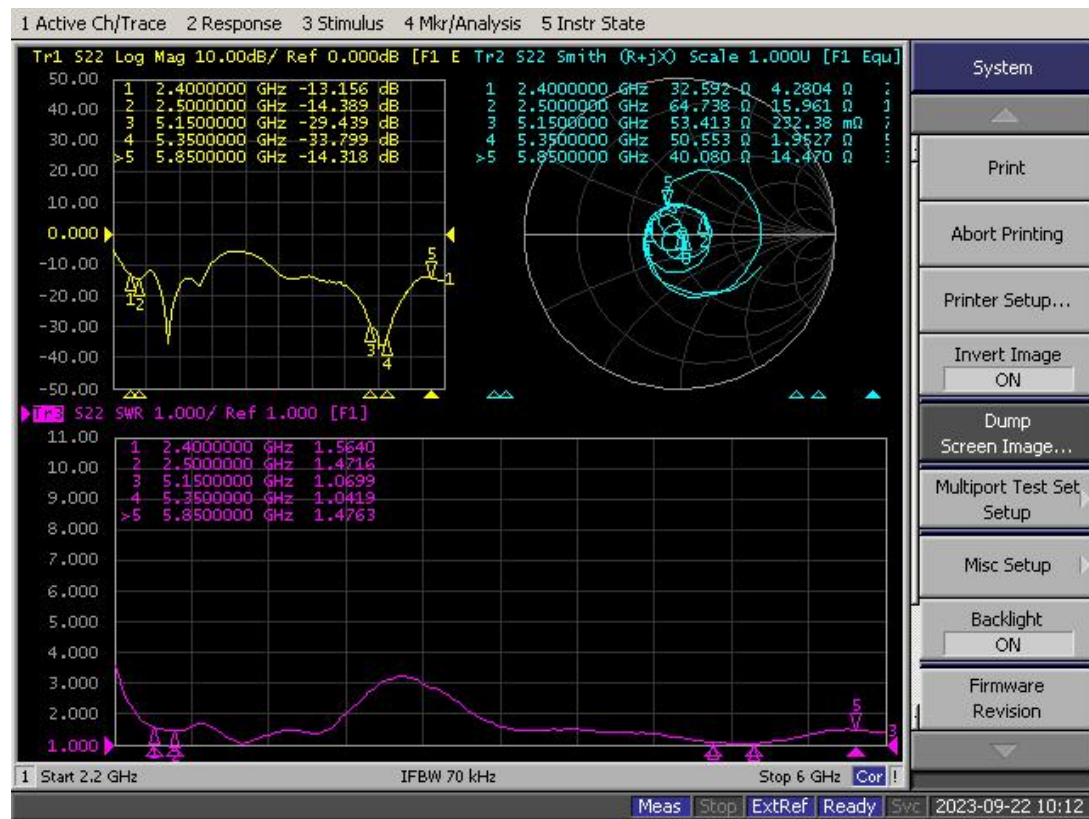 1 Active Ch/Trace 2 Response 3 Stimulus 4 Mkr/Analysis 5 Instr State
Tr1 S22 Log Mag 10.00dB/ Ref 0.000dB [F1 E
50.00
40.00
30.00
20.00
10.00
0.000
-10.00
-20.00
-30.00
-40.00
-50.00
1 2.4000000 GHz -13.156 dB
2 2.5000000 GHz -14.389 dB
3 5.1500000 GHz -29.439 dB
4 5.3500000 GHz -33.799 dB
>5 5.8500000 GHz -14.318 dB
1
2
3
4
5
1
Tr2 S22 Smith (R+jX) Scale 1.000U [F1 Equ]
1 2.4000000 GHz 32.592 Ω 4.2804 Ω
2 2.5000000 GHz 64.738 Ω 15.961 Ω
3 5.1500000 GHz 53.413 Ω 232.38 mΩ
4 5.3500000 GHz 50.553 Ω 1.9527 Ω
>5 5.8500000 GHz 40.080 Ω 14.470 Ω
5
Tr3 S22 SWR 1.000/ Ref 1.000 [F1]
11.00
10.00
9.000
8.000
7.000
6.000
5.000
4.000
3.000
2.000
1.000
1 2.4000000 GHz 1.5640
2 2.5000000 GHz 1.4716
3 5.1500000 GHz 1.0699
4 5.3500000 GHz 1.0419
>5 5.8500000 GHz 1.4763
5
3
1 Start 2.2 GHz IFBW 70 kHz Stop 6 GHz Cor !
System
Print
Abort Printing
Printer Setup...
Invert Image
ON
Dump
Screen Image...
Multiport Test Set
Setup
Misc Setup
Backlight
ON
Firmware
Revision
Meas Stop ExtRef Ready Svc 2023-09-22 10:12